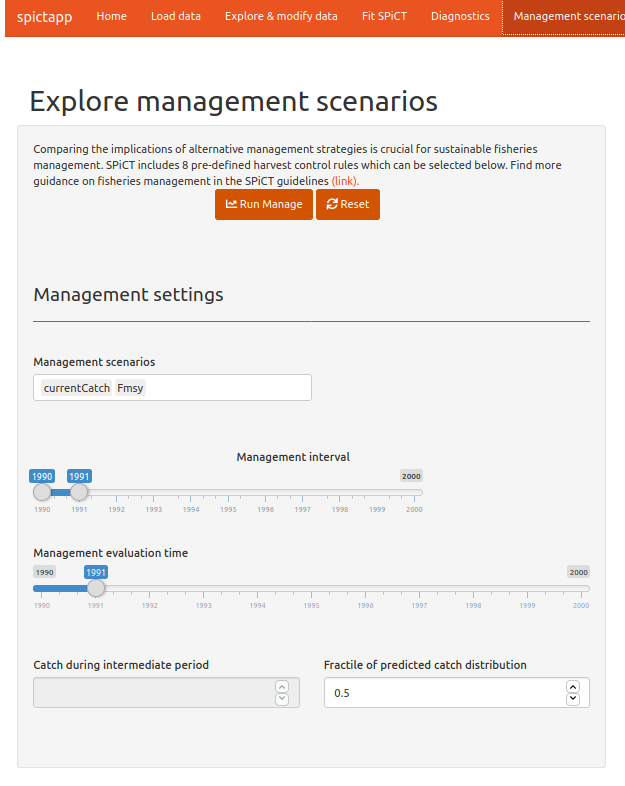 spictapp Home Load data Explore & modify data Fit SPiCT Diagnostics Management scenario
Explore management scenarios
Comparing the implications of alternative management strategies is crucial for sustainable fisheries
management. SPiCT includes 8 pre-defined harvest control rules which can be selected below. Find more
guidance on fisheries management in the SPiCT guidelines (link).
Run Manage Reset
Management settings
Management scenarios
currentCatch Fmsy
Management interval
1990 1991 2000
1990 1991 1992 1993 1994 1995 1996 1997 1998 1999 2000
Management evaluation time
1990 1991 2000
1990 1991 1992 1993 1994 1995 1996 1997 1998 1999 2000
Catch during intermediate period Fractile of predicted catch distribution
0.5